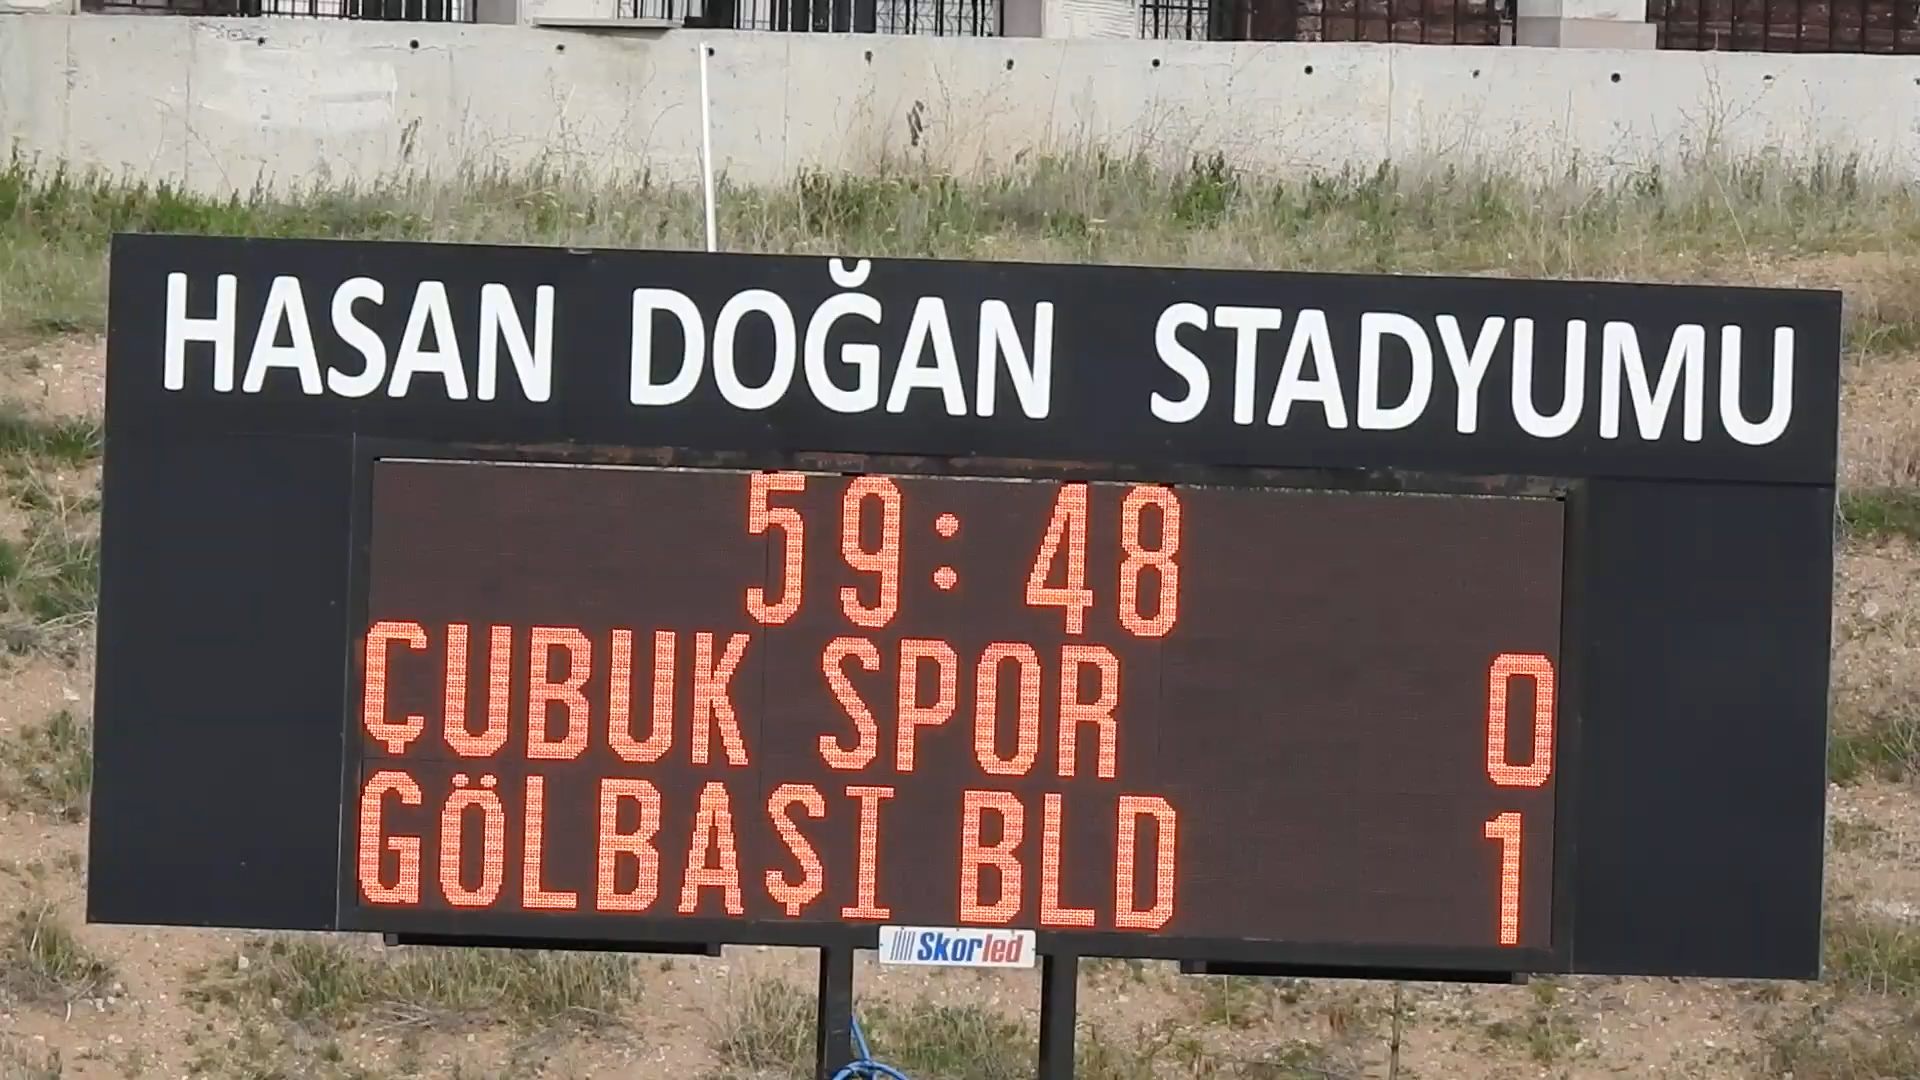 HASAN DOĞAN STADYUMU
59:48
ÇUBUK SPOR 0
GÖLBAŞI BLD 1
Skorled